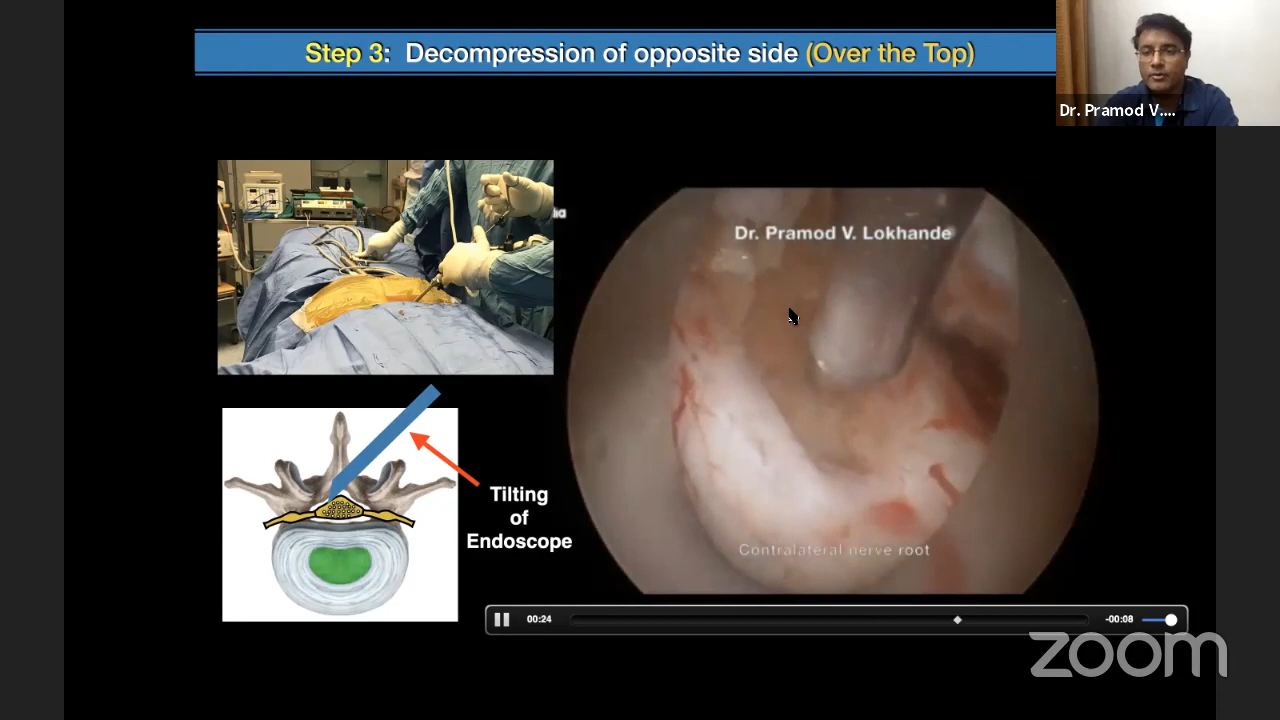 Step 3: Decompression of opposite side (Over the Top)
Dr. Pramod V....
ia
Dr. Pramod V. Lokhande
Tilting
of
Endoscope
Contralateral nerve root
00:24
-00:08
zoom